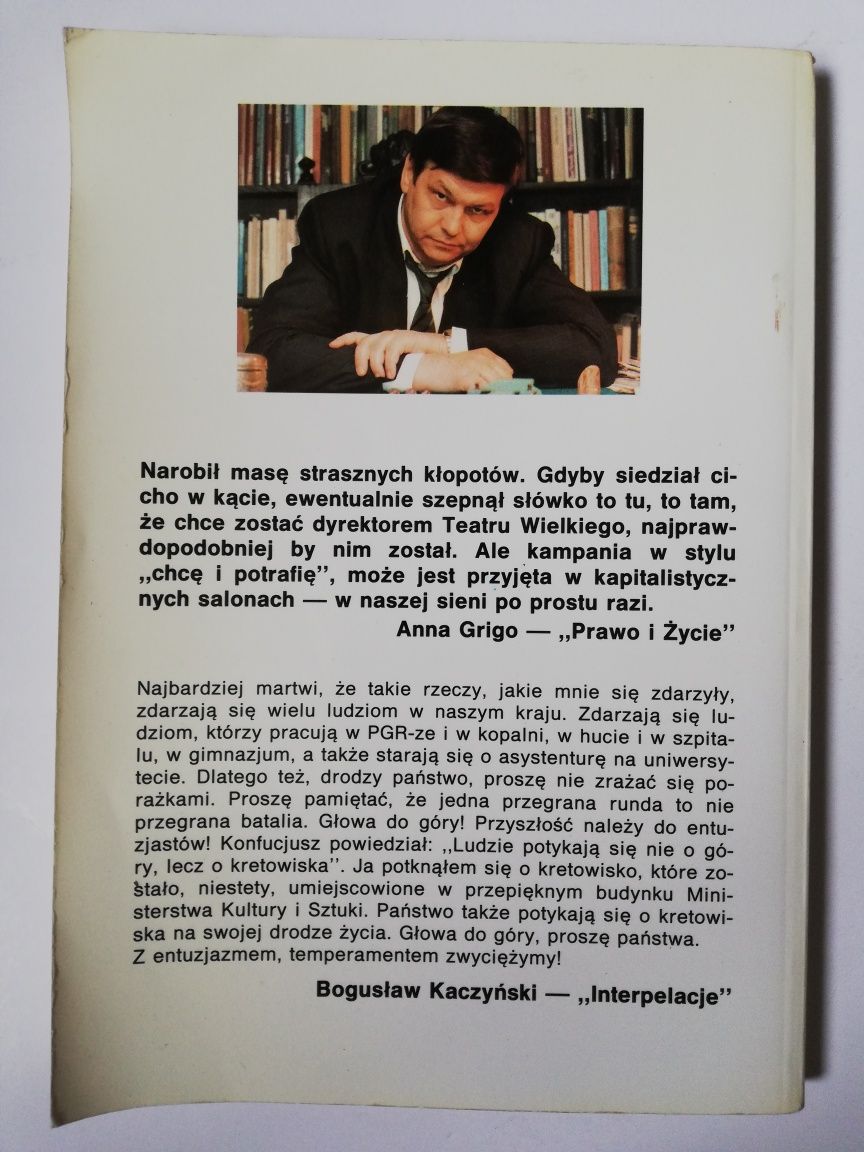 Narobił masę strasznych kłopotów. Gdyby siedział ci-
cho w kącie, ewentualnie szepnął słówko to tu, to tam,
że chce zostać dyrektorem Teatru Wielkiego, najpraw-
dopodobniej by nim został. Ale kampania w stylu
,,chcę i potrafię'', może jest przyjęta w kapitalistycz-
nych salonach — w naszej sieni po prostu razi.
Anna Grigo — ,,Prawo i Życie''
Najbardziej martwi, że takie rzeczy, jakie mnie się zdarzyły,
zdarzają się wielu ludziom w naszym kraju. Zdarzają się lu-
dziom, którzy pracują w PGR-ze i w kopalni, w hucie i w szpita-
lu, w gimnazjum, a także starają się o asystenturę na uniwersy-
tecie. Dlatego też, drodzy państwo, proszę nie zrażać się po-
rażkami. Proszę pamiętać, że jedna przegrana runda to nie
przegrana batalia. Głowa do góry! Przyszłość należy do entu-
zjastów! Konfucjusz powiedział: ,,Ludzie potykają się nie o gó-
ry, lecz o kretowiska''. Ja potknąłem się o kretowisko, które zo-
stało, niestety, umiejscowione w przepięknym budynku Mini-
sterstwa Kultury i Sztuki. Państwo także potykają się o kretowi-
ska na swojej drodze życia. Głowa do góry, proszę państwa.
Z entuzjazmem, temperamentem zwyciężymy!
Bogusław Kaczyński — ,,Interpelacje''